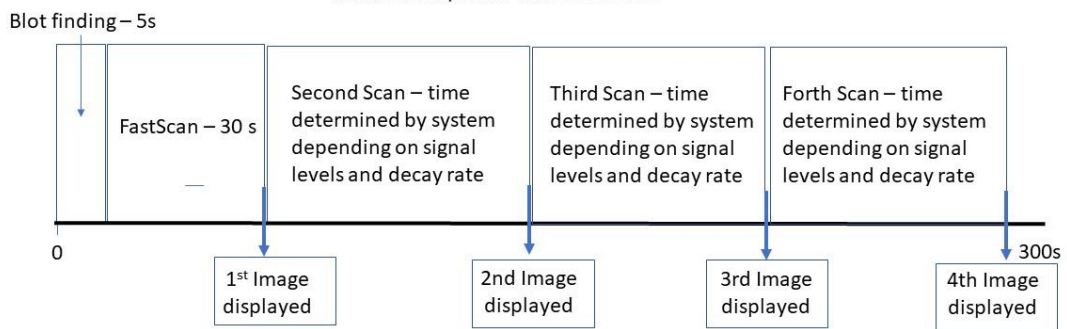 Blot finding – 5s
FastScan – 30 s
Second Scan – time
determined by system
depending on signal
levels and decay rate
Third Scan – time
determined by system
depending on signal
levels and decay rate
Forth Scan – time
determined by system
depending on signal
levels and decay rate
0
300s
1st Image
displayed
2nd Image
displayed
3rd Image
displayed
4th Image
displayed